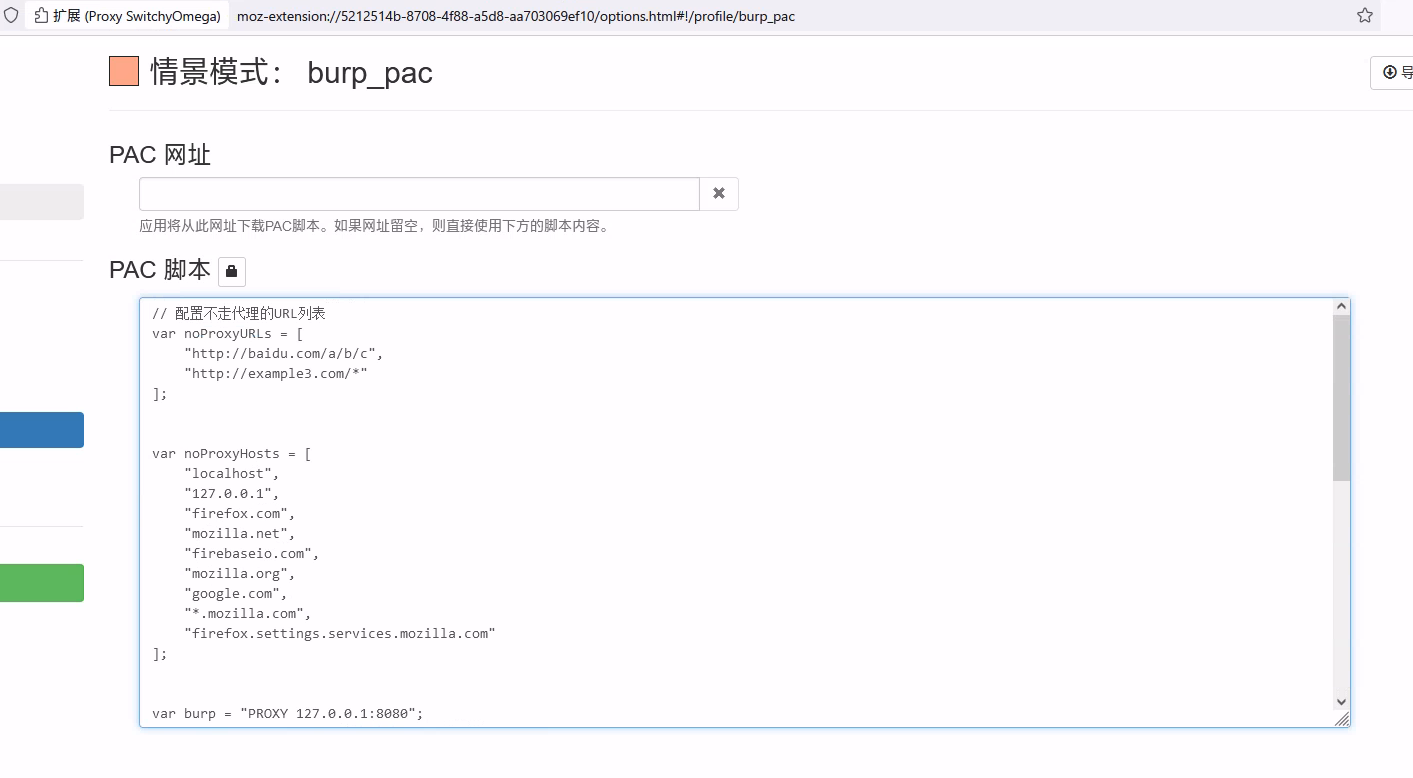 扩展 (Proxy SwitchyOmega) moz-extension://5212514b-8708-4f88-a5d8-aa703069ef10/options.html#!/profile/burp_pac
情景模式： burp_pac
导
PAC 网址
应用将从此网址下载PAC脚本。如果网址留空，则直接使用下方的脚本内容。
PAC 脚本
// 配置不走代理的URL列表
var noProxyURLs = [
    "http://baidu.com/a/b/c",
    "http://example3.com/*"
];
var noProxyHosts = [
    "localhost",
    "127.0.0.1",
    "firefox.com",
    "mozilla.net",
    "firebaseio.com",
    "mozilla.org",
    "google.com",
    "*.mozilla.com",
    "firefox.settings.services.mozilla.com"
];
var burp = "PROXY 127.0.0.1:8080";